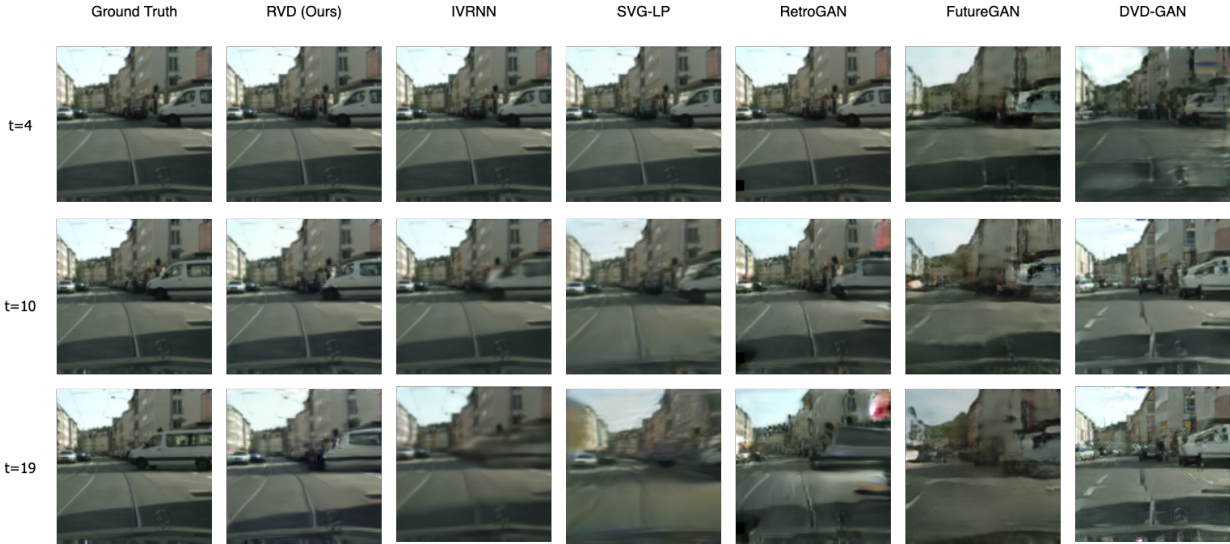 Ground Truth RVD (Ours) IVRNN SVG-LP RetroGAN FutureGAN DVD-GAN
t=4
t=10
t=19